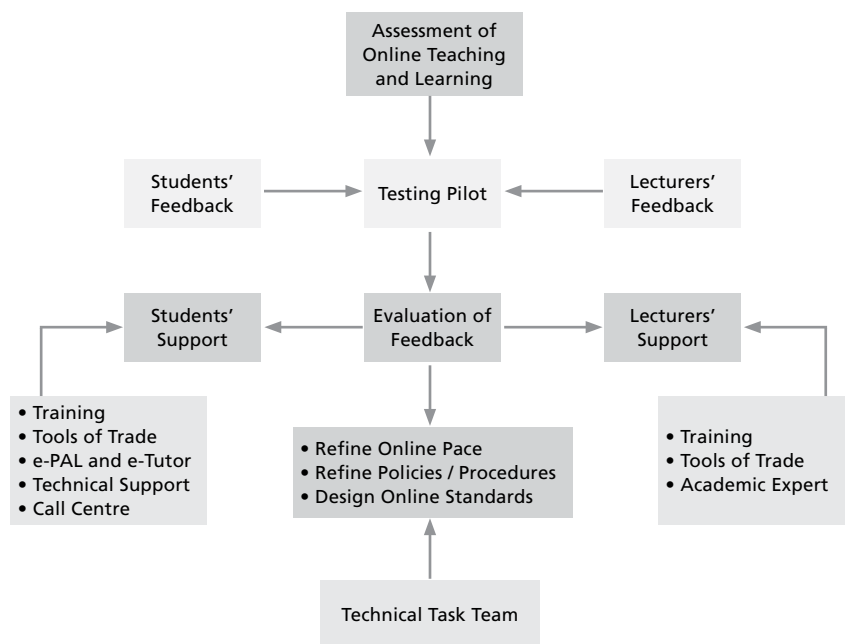 Assessment of
Online Teaching
and Learning
Students'
Feedback
Testing Pilot
Lecturers'
Feedback
Students'
Support
Evaluation of
Feedback
Lecturers'
Support
• Training
• Tools of Trade
• e-PAL and e-Tutor
• Technical Support
• Call Centre
• Refine Online Pace
• Refine Policies / Procedures
• Design Online Standards
• Training
• Tools of Trade
• Academic Expert
Technical Task Team